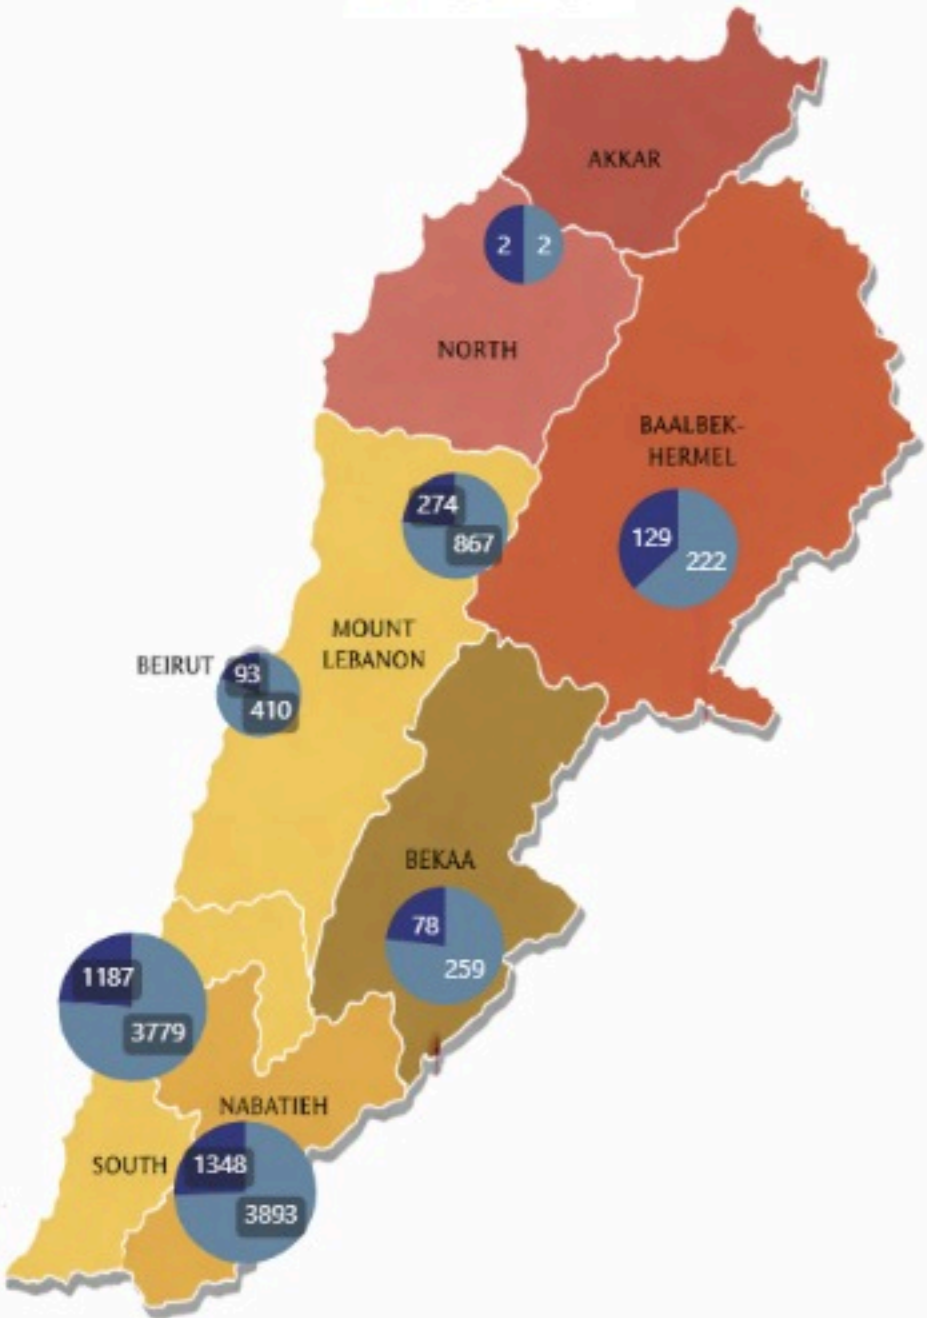 AKKAR
2 2
NORTH
BAALBEK-
HERMEL
274
867
129
222
MOUNT
LEBANON
BEIRUT
93
410
BEKAA
78
259
1187
3779
NABATIEH
SOUTH
1348
3893